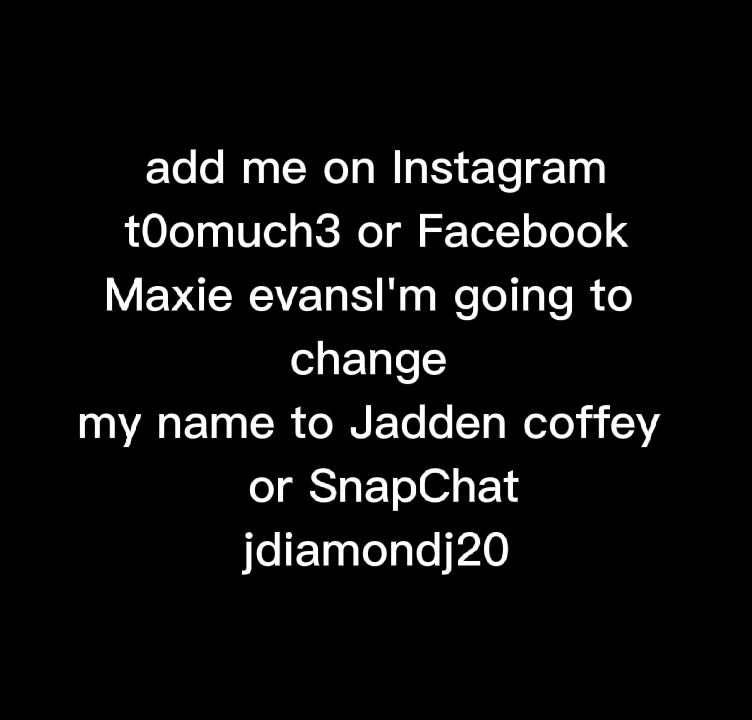 add me on Instagram
t0omuch3 or Facebook
Maxie evansI'm going to
change
my name to Jadden coffey
or SnapChat
jdiamondj20